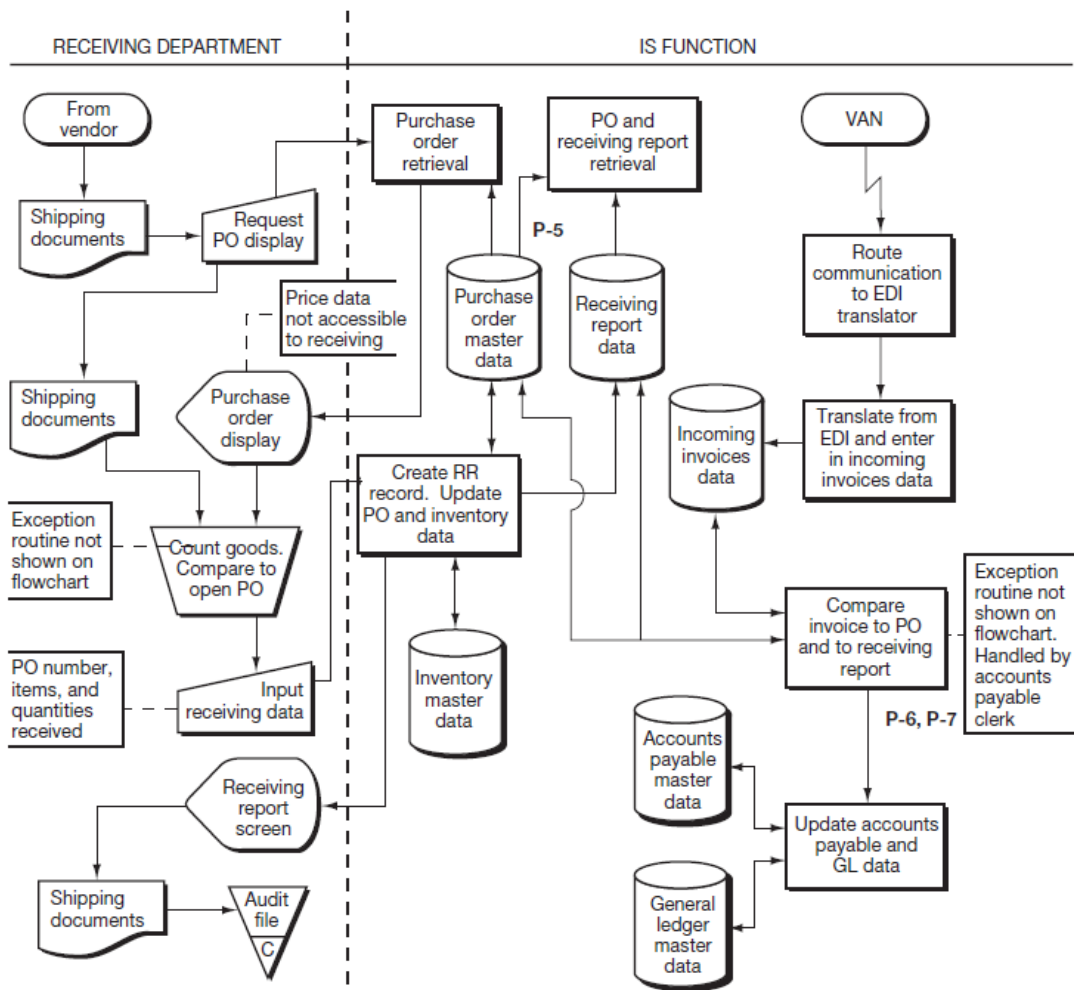 RECEIVING DEPARTMENT
IS FUNCTION
From
vendor
Purchase
order
retrieval
PO and
receiving report
retrieval
VAN
Shipping
documents
Request
PO display
P-5
Route
communication
to EDI
translator
Price data
not accessible
to receiving
Purchase
order
master
data
Receiving
report
data
Shipping
documents
Purchase
order
display
Incoming
invoices
data
Translate from
EDI and enter
in incoming
invoices data
Create RR
record. Update
PO and inventory
data
Exception
routine not
shown on
flowchart
Count goods.
Compare to
open PO
Compare
invoice to PO
and to receiving
report
Exception
routine not
shown on
flowchart.
Handled by
accounts
payable
clerk
PO number,
items, and
quantities
received
Input
receiving data
Inventory
master
data
P-6, P-7
Accounts
payable
master
data
Receiving
report
screen
Update accounts
payable and
GL data
Shipping
documents
Audit
file
C
General
ledger
master
data